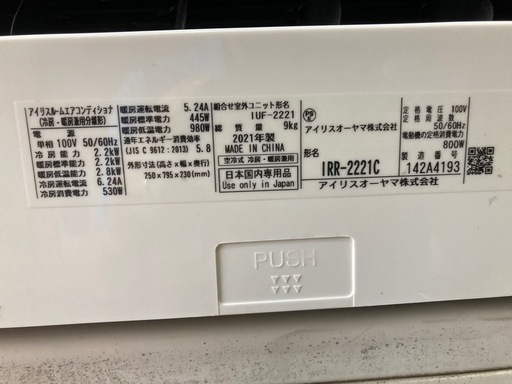 アイリスルームエアコンディショナ
(冷房・暖房兼用分離形)
電源
単相 100V 50/60Hz
冷房能力 2.2kW
暖房標準能力 2.2kW
暖房低温能力 2.8kW
冷房運転電流 6.24A
冷房消費電力 530W
暖房運転電流 5.24A
暖房標準電力 445W
暖房低温電力 980W
通年エネルギー消費効率
(JIS C 9612 : 2013) 5.8
外形寸法(高さ×幅×奥行)
250×795×230(mm)
組合せ室外ユニット形名
IUF-2221
9kg
2021年製
MADE IN CHINA
空冷式 冷房・暖房兼用
日本国内専用品
Use only in Japan
PS E
アイリスオーヤマ株式会社
形名
IRR-2221C
定格電圧 100V
定格周波数
50/60Hz
電動機の定格消費電力
800W
製造番号
142A4193
アイリスオーヤマ株式会社
PUSH